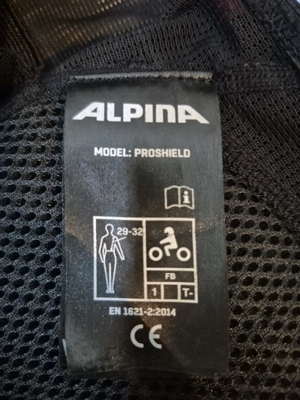 ALPINA
MODEL: PROSHIELD
i
29-32
FB
1 T-
EN 1621-2:2014
CE